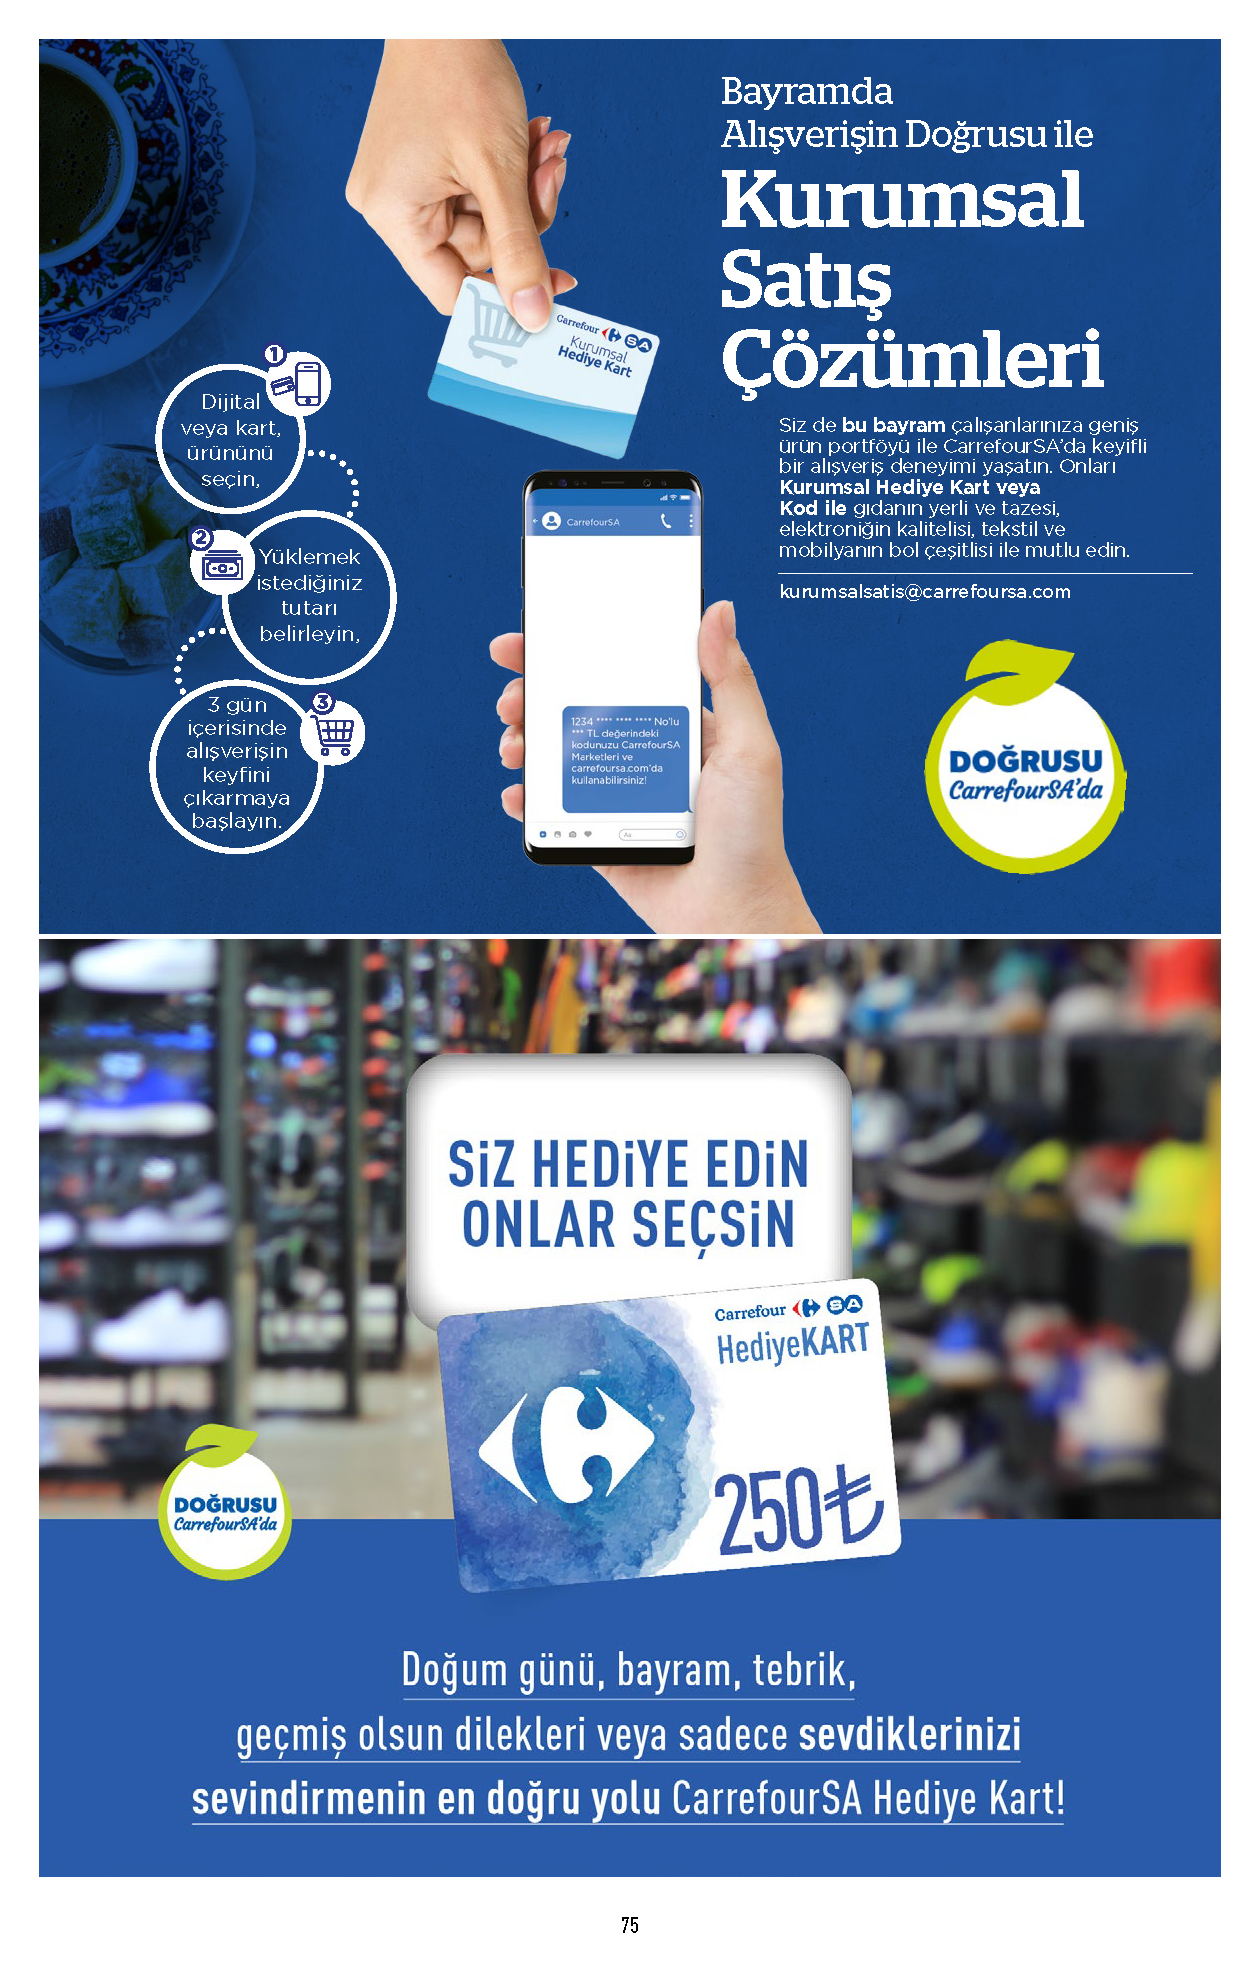 Bayramda
Alışverişin Doğrusu ile
Kurumsal
Satış
Çözümleri
Siz de bu bayram çalışanlarınıza geniş
ürün portföyü ile CarrefourSA'da keyifli
bir alışveriş deneyimi yaşatın. Onları
Kurumsal Hediye Kart veya
Kod ile gıdanın yerli ve tazesi,
elektroniğin kalitelisi, tekstil ve
mobilyanın bol çeşitlisi ile mutlu edin.
kurumsalsatis@carrefoursa.com
Carrefour SA
Kurumsal
Hediye Kart
1
Dijital
veya kart,
ürününü
seçin,
2
Yüklemek
istediğiniz
tutarı
belirleyin,
3
3 gün
içerisinde
alışverişin
keyfini
çıkarmaya
başlayın.
CarrefourSA
1234 **** **** **** No'lu
*** TL değerindeki
kodunuzu CarrefourSA
Marketleri ve
carrefoursa.com'da
kullanabilirsiniz!
Aa
DOĞRUSU
CarrefourSA'da
SİZ HEDİYE EDİN
ONLAR SEÇSİN
Carrefour SA
HediyeKART
250₺
DOĞRUSU
CarrefourSA'da
Doğum günü, bayram, tebrik,
geçmiş olsun dilekleri veya sadece sevdiklerinizi
sevindirmenin en doğru yolu CarrefourSA Hediye Kart!
75